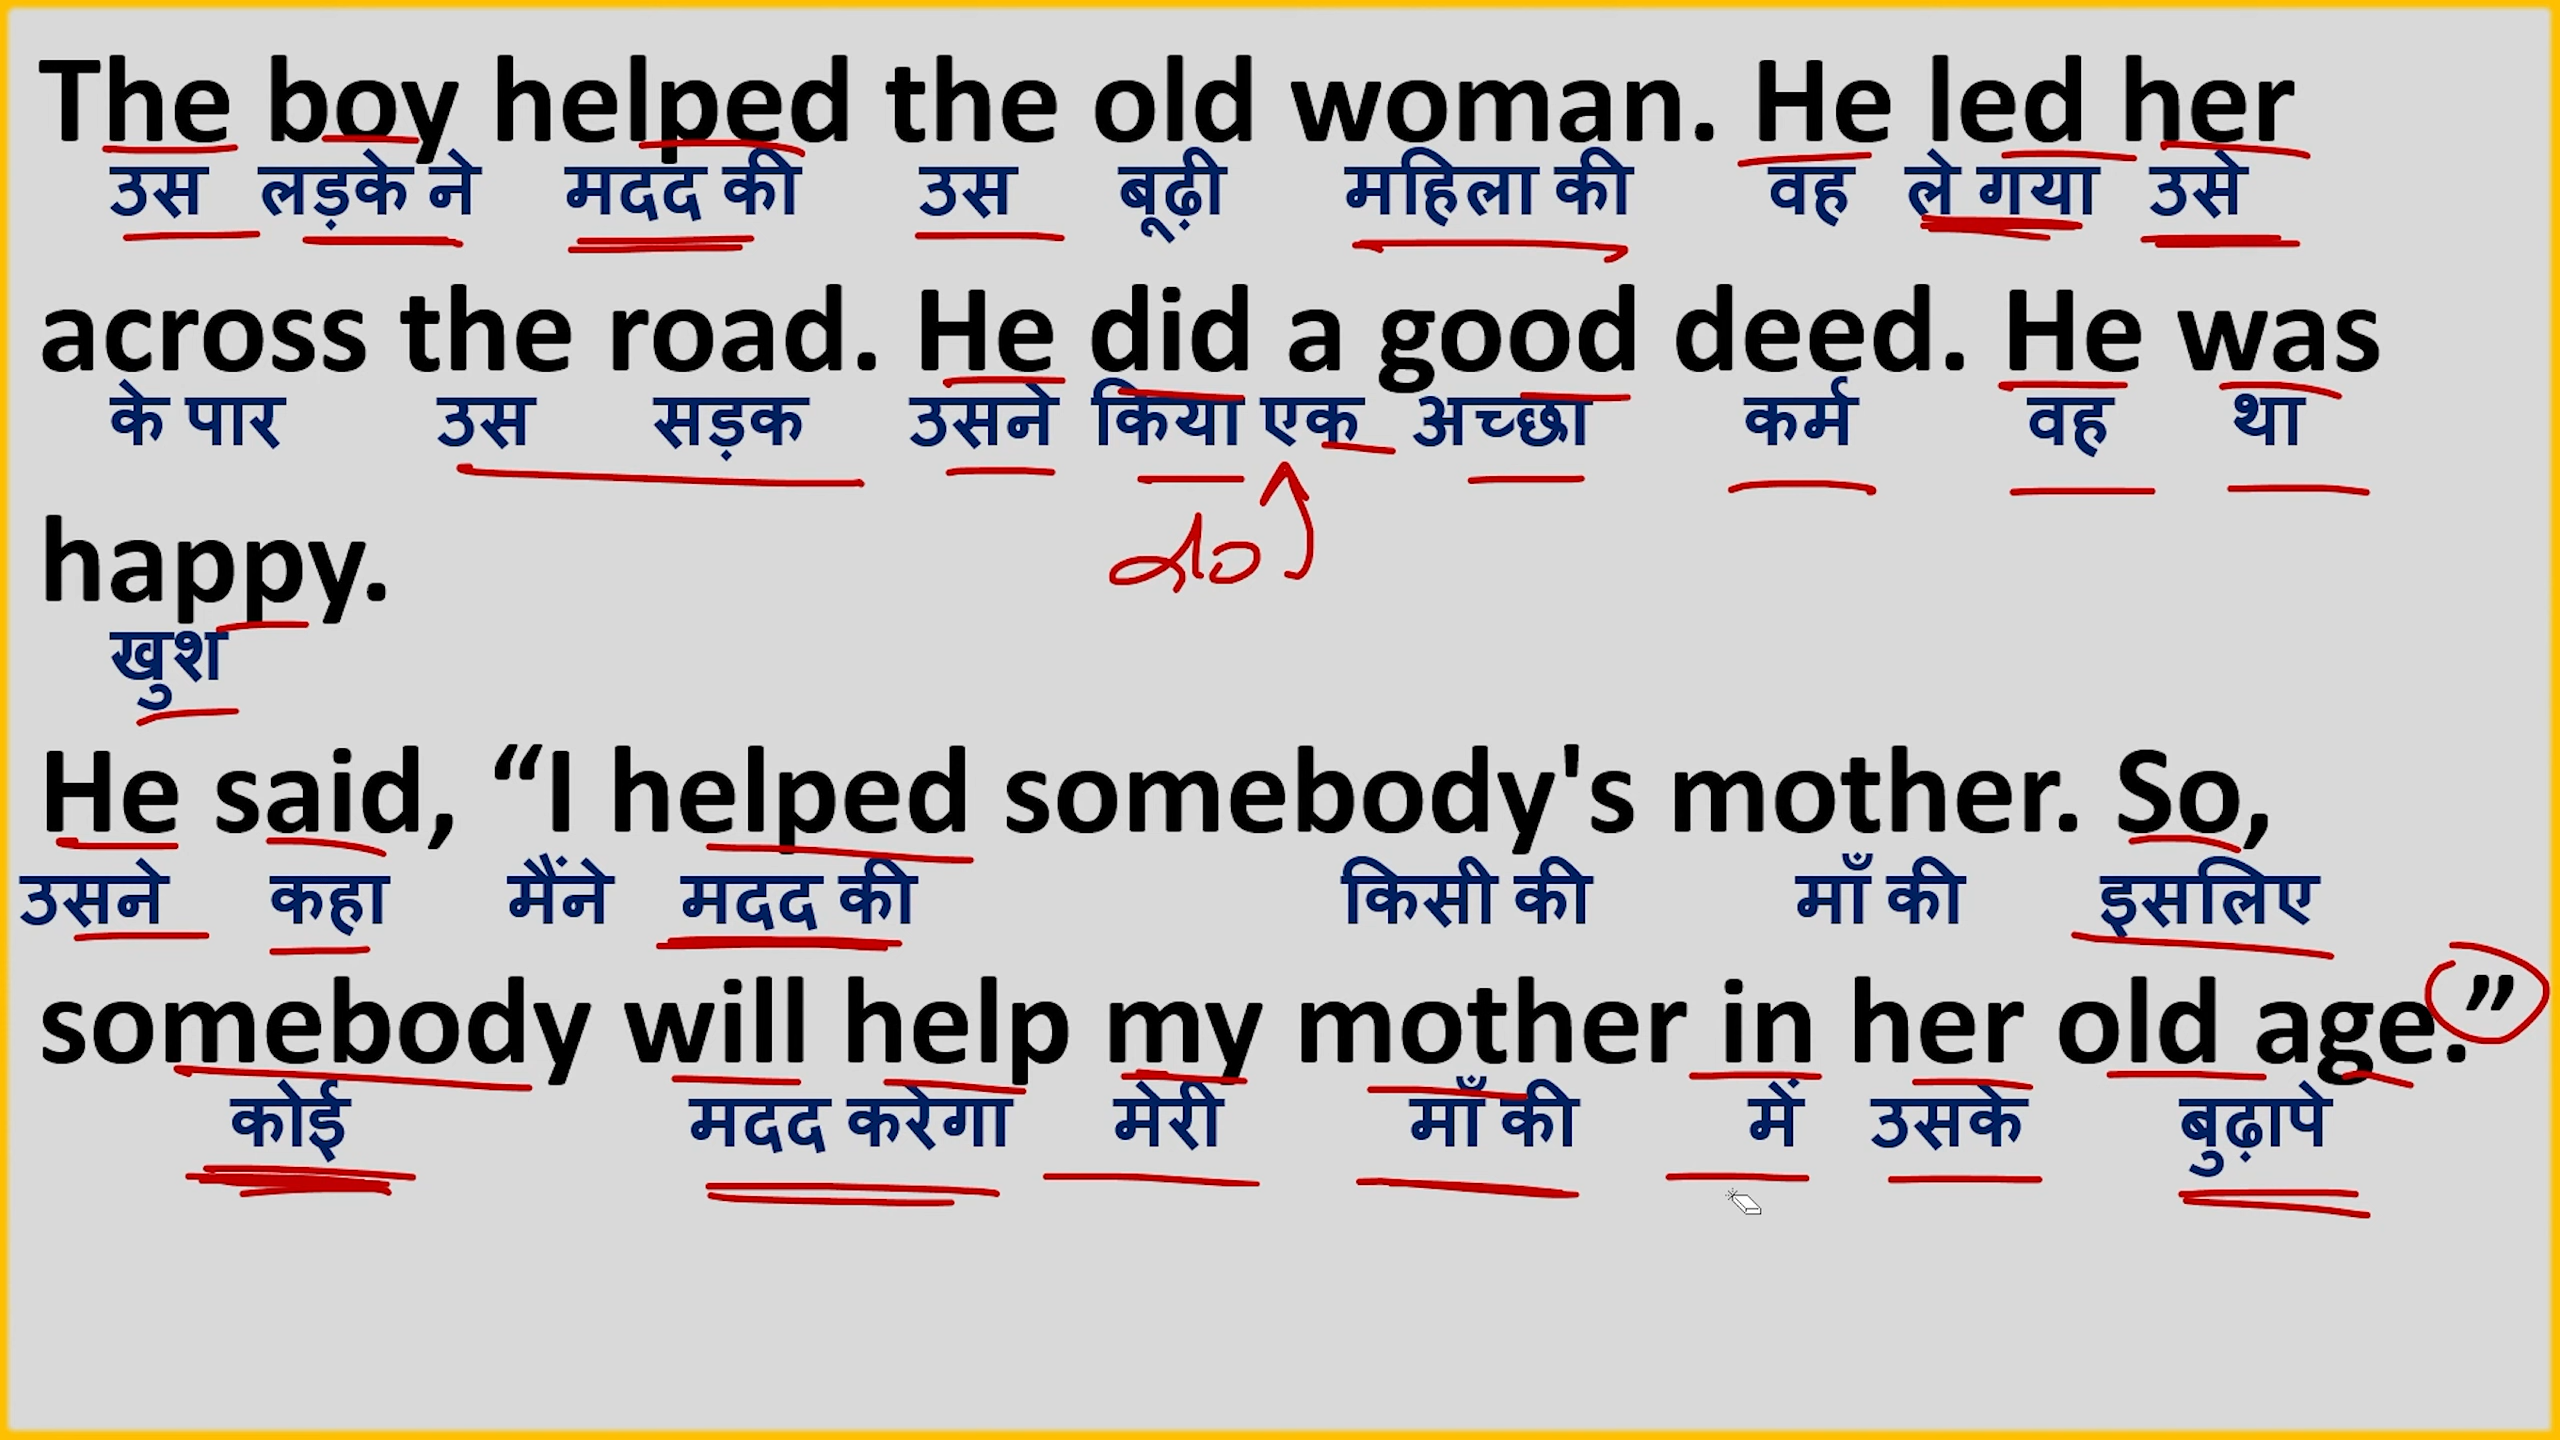 The boy helped the old woman. He led her
उस लड़के ने मदद की उस बूढ़ी महिला की वह ले गया उसे
across the road. He did a good deed. He was
के पार उस सड़क उसने किया एक अच्छा कर्म वह था
happy.
खुश
He said, “I helped somebody's mother. So,
उसने कहा मैंने मदद की किसी की माँ की इसलिए
somebody will help my mother in her old age.”
कोई मदद करेगा मेरी माँ की में उसके बुढ़ापे